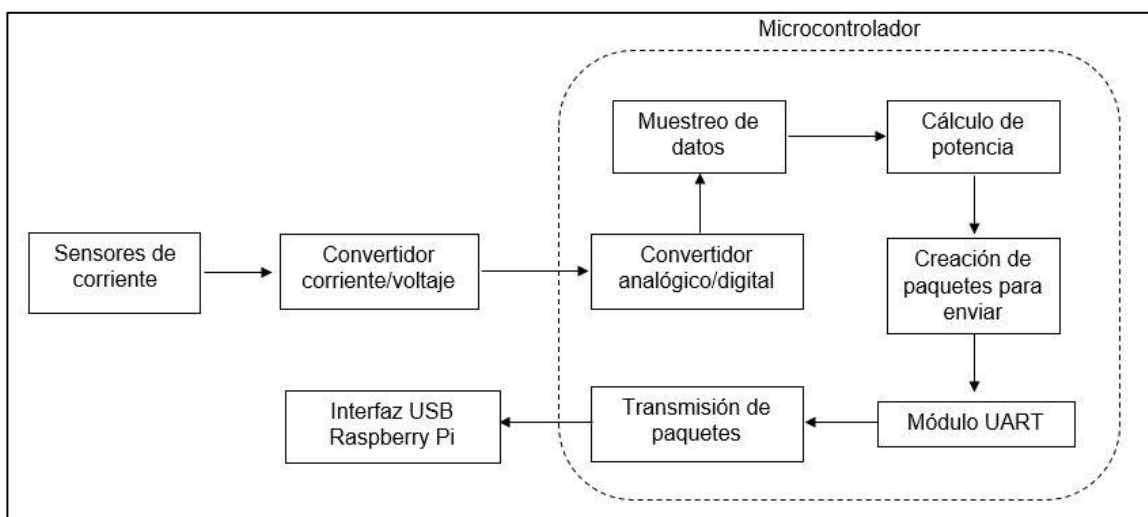 Microcontrolador
Muestreo de
datos
Cálculo de
potencia
Sensores de
corriente
Convertidor
corriente/voltaje
Convertidor
analógico/digital
Creación de
paquetes para
enviar
Interfaz USB
Raspberry Pi
Transmisión de
paquetes
Módulo UART